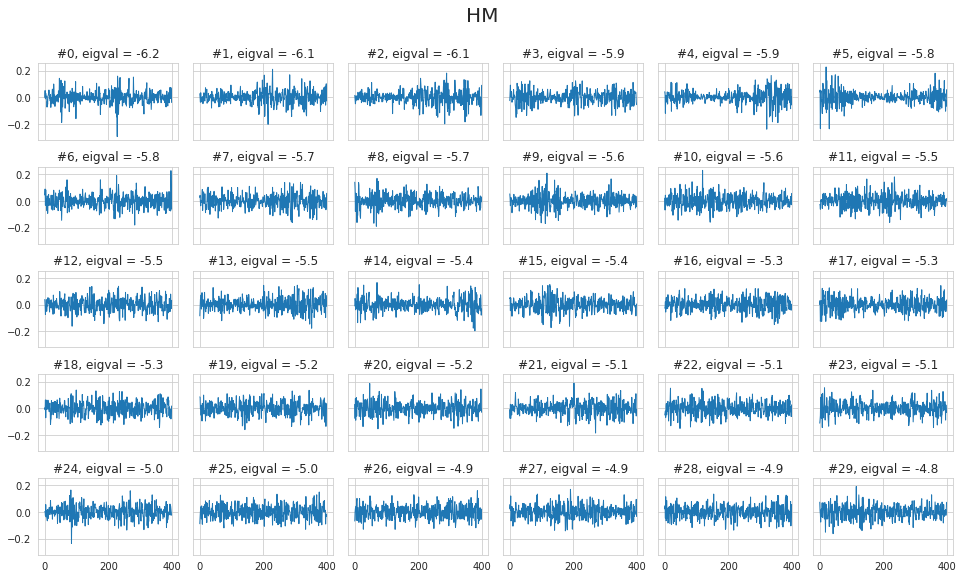 HM
#0, eigval = -6.2 #1, eigval = -6.1 #2, eigval = -6.1 #3, eigval = -5.9 #4, eigval = -5.9 #5, eigval = -5.8
0.2
0.0
−0.2
#6, eigval = -5.8 #7, eigval = -5.7 #8, eigval = -5.7 #9, eigval = -5.6 #10, eigval = -5.6 #11, eigval = -5.5
0.2
0.0
−0.2
#12, eigval = -5.5 #13, eigval = -5.5 #14, eigval = -5.4 #15, eigval = -5.4 #16, eigval = -5.3 #17, eigval = -5.3
0.2
0.0
−0.2
#18, eigval = -5.3 #19, eigval = -5.2 #20, eigval = -5.2 #21, eigval = -5.1 #22, eigval = -5.1 #23, eigval = -5.1
0.2
0.0
−0.2
#24, eigval = -5.0 #25, eigval = -5.0 #26, eigval = -4.9 #27, eigval = -4.9 #28, eigval = -4.9 #29, eigval = -4.8
0.2
0.0
−0.2
0 200 400 0 200 400 0 200 400 0 200 400 0 200 400 0 200 400